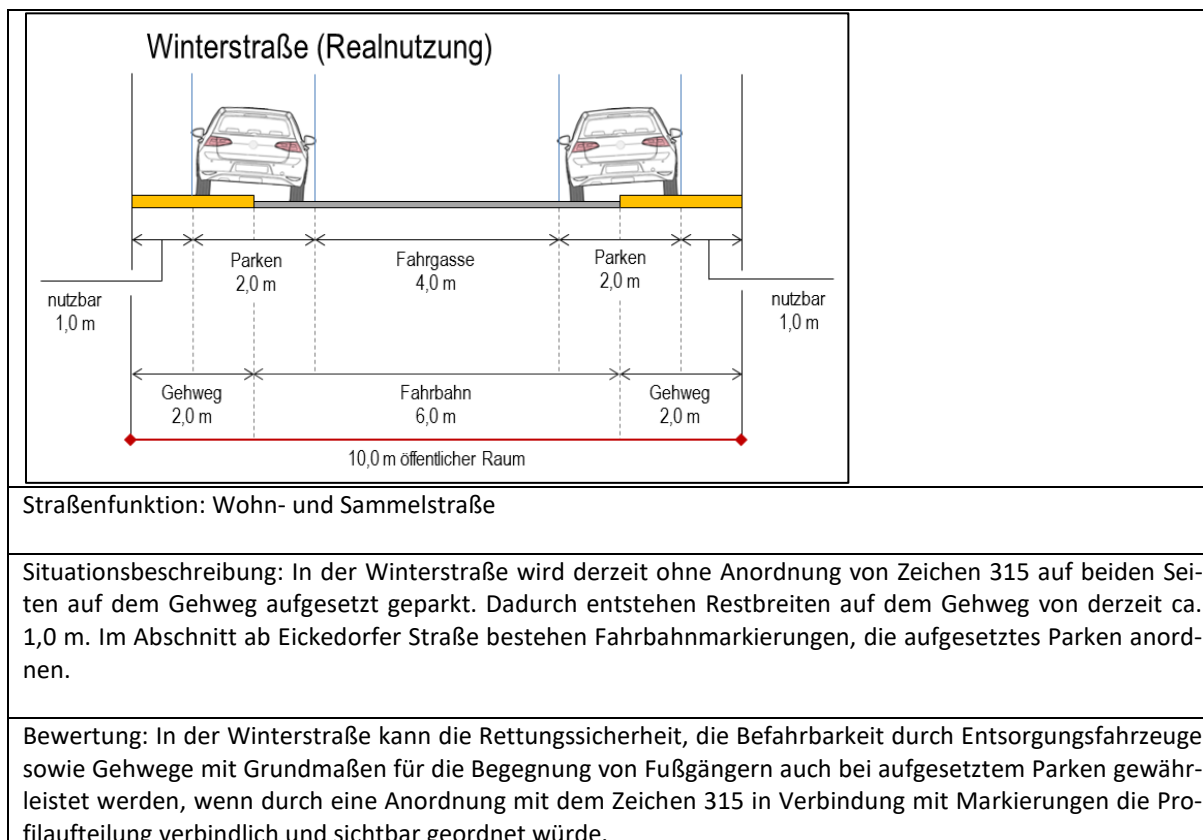 Winterstraße (Realnutzung)
Parken
2,0 m
Fahrgasse
4,0 m
Parken
2,0 m
nutzbar
1,0 m
nutzbar
1,0 m
Gehweg
2,0 m
Fahrbahn
6,0 m
Gehweg
2,0 m
10,0 m öffentlicher Raum
Straßenfunktion: Wohn- und Sammelstraße
Situationsbeschreibung: In der Winterstraße wird derzeit ohne Anordnung von Zeichen 315 auf beiden Sei-
ten auf dem Gehweg aufgesetzt geparkt. Dadurch entstehen Restbreiten auf dem Gehweg von derzeit ca.
1,0 m. Im Abschnitt ab Eickedorfer Straße bestehen Fahrbahnmarkierungen, die aufgesetztes Parken anord-
nen.
Bewertung: In der Winterstraße kann die Rettungssicherheit, die Befahrbarkeit durch Entsorgungsfahrzeuge
sowie Gehwege mit Grundmaßen für die Begegnung von Fußgängern auch bei aufgesetztem Parken gewähr-
leistet werden, wenn durch eine Anordnung mit dem Zeichen 315 in Verbindung mit Markierungen die Pro-
filaufteilung verbindlich und sichtbar geordnet würde.